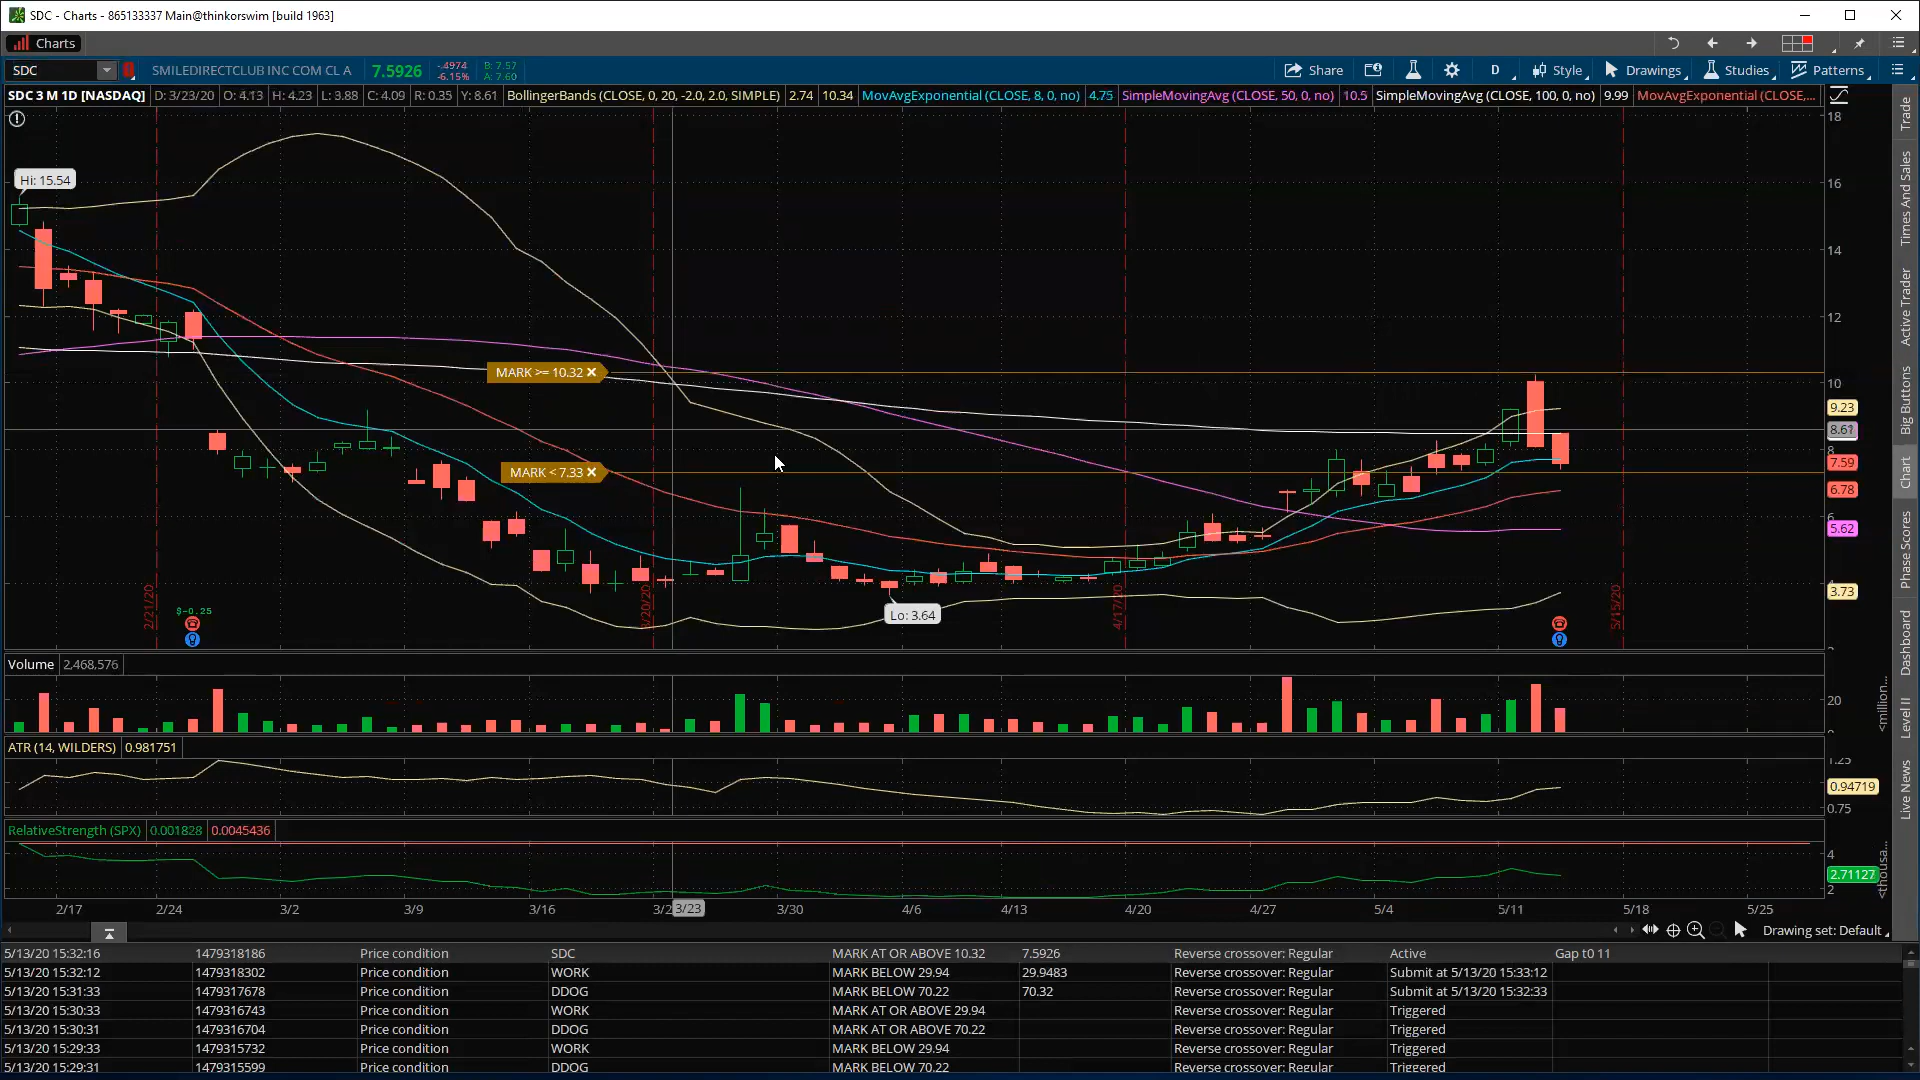 SDC - Charts - 865133337 Main@thinkorswim [build 1963]
Charts
SDC SMILEDIRECTCLUB INC COM CL A 7.5926 -.4974 -6.15% B: 7.57 A: 7.60 Share D Style Drawings Studies Patterns
SDC 3 M 1D [NASDAQ] D: 3/23/20 O: 4.13 H: 4.23 L: 3.88 C: 4.09 R: 0.35 Y: 8.61 BollingerBands (CLOSE, 0, 20, -2.0, 2.0, SIMPLE) 2.74 10.34 MovAvgExponential (CLOSE, 8, 0, no) 4.75 SimpleMovingAvg (CLOSE, 50, 0, no) 10.5 SimpleMovingAvg (CLOSE, 100, 0, no) 9.99 MovAvgExponential (CLOSE,...
18
Hi: 15.54
16
14
12
MARK >= 10.32
10
9.23
8.61
8
MARK < 7.33
7.59
6.78
6
5.62
3.73
Lo: 3.64
$-0.25
2/21/20
4/17/20
5/15/20
Volume 2,468,576
20
<million...
ATR (14, WILDERS) 0.981751
1.25
0.94719
0.75
RelativeStrength (SPX) 0.001828 0.0045436
4
2.71127
2
<thousa...
2/17 2/24 3/2 3/9 3/16 3/23 3/30 4/6 4/13 4/20 4/27 5/4 5/11 5/18 5/25
Drawing set: Default
5/13/20 15:32:16 1479318186 Price condition SDC MARK AT OR ABOVE 10.32 7.5926 Reverse crossover: Regular Active Gap t0 11
5/13/20 15:32:12 1479318302 Price condition WORK MARK BELOW 29.94 29.9483 Reverse crossover: Regular Submit at 5/13/20 15:33:12
5/13/20 15:31:33 1479317678 Price condition DDOG MARK BELOW 70.22 70.32 Reverse crossover: Regular Submit at 5/13/20 15:32:33
5/13/20 15:30:33 1479316743 Price condition WORK MARK AT OR ABOVE 29.94 Reverse crossover: Regular Triggered
5/13/20 15:30:31 1479316704 Price condition DDOG MARK AT OR ABOVE 70.22 Reverse crossover: Regular Triggered
5/13/20 15:29:33 1479315732 Price condition WORK MARK BELOW 29.94 Reverse crossover: Regular Triggered
5/13/20 15:29:31 1479315599 Price condition DDOG MARK BELOW 70.22 Reverse crossover: Regular Triggered
Trade
Times And Sales
Active Trader
Big Buttons
Chart
Phase Scores
Dashboard
Level II
Live News